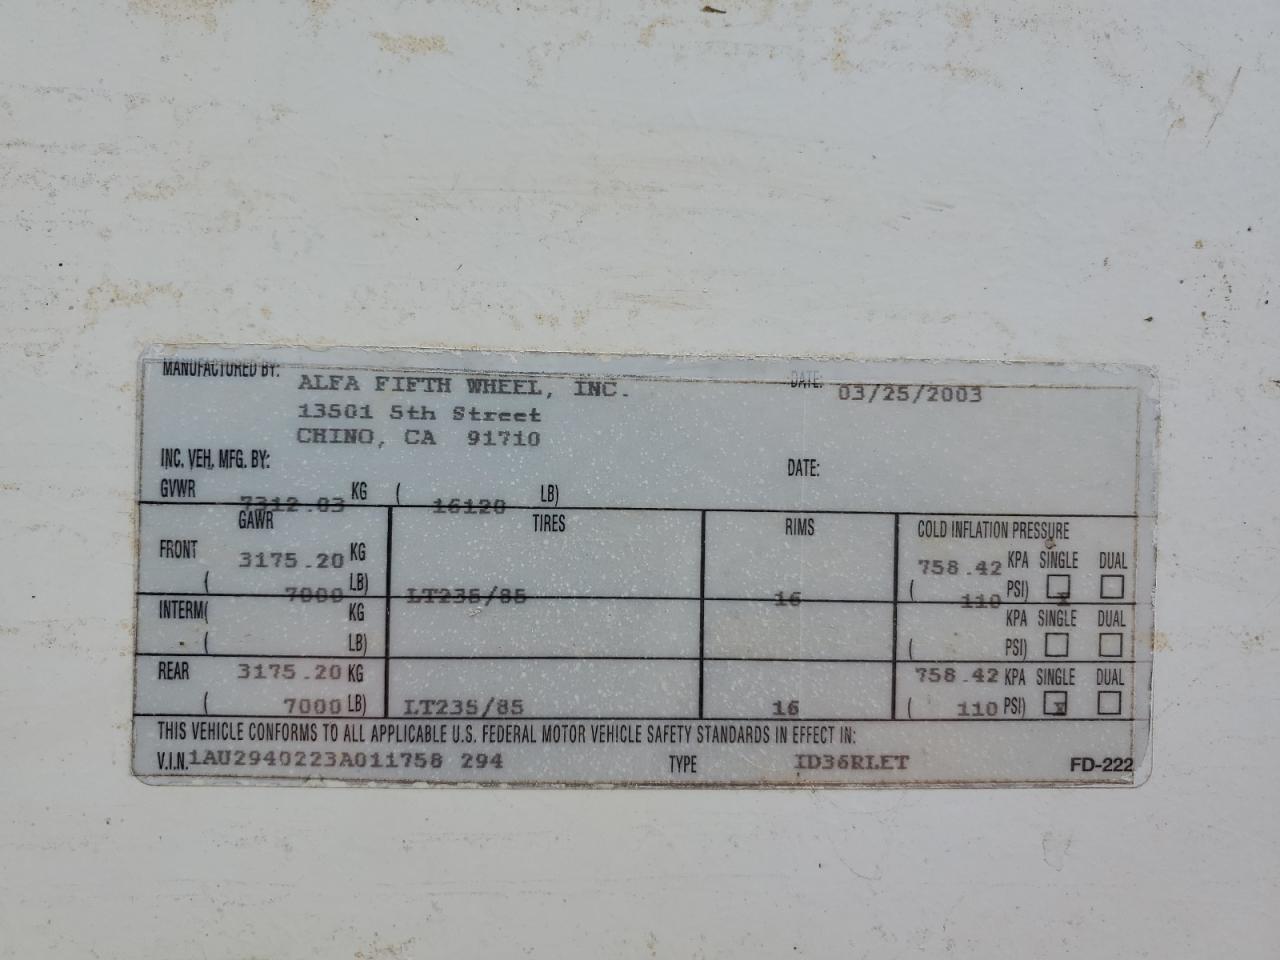 MANUFACTURED BY: ALFA FIFTH WHEEL, INC. DATE: 03/25/2003
13501 5th Street
CHINO, CA 91710
INC. VEH. MFG. BY: DATE:
GVWR 7312.03 KG ( 16120 LB)
GAWR TIRES RIMS COLD INFLATION PRESSURE
FRONT 3175.20 KG 758.42 KPA SINGLE DUAL
( 7000 LB) LT235/85 16 ( 110 PSI) X
INTERM( KG KPA SINGLE DUAL
( LB) ( PSI)
REAR 3175.20 KG 758.42 KPA SINGLE DUAL
( 7000 LB) LT235/85 16 ( 110 PSI) X
THIS VEHICLE CONFORMS TO ALL APPLICABLE U.S. FEDERAL MOTOR VEHICLE SAFETY STANDARDS IN EFFECT IN:
V.I.N. 1AU2940223A011758 294 TYPE ID36RLET FD-222